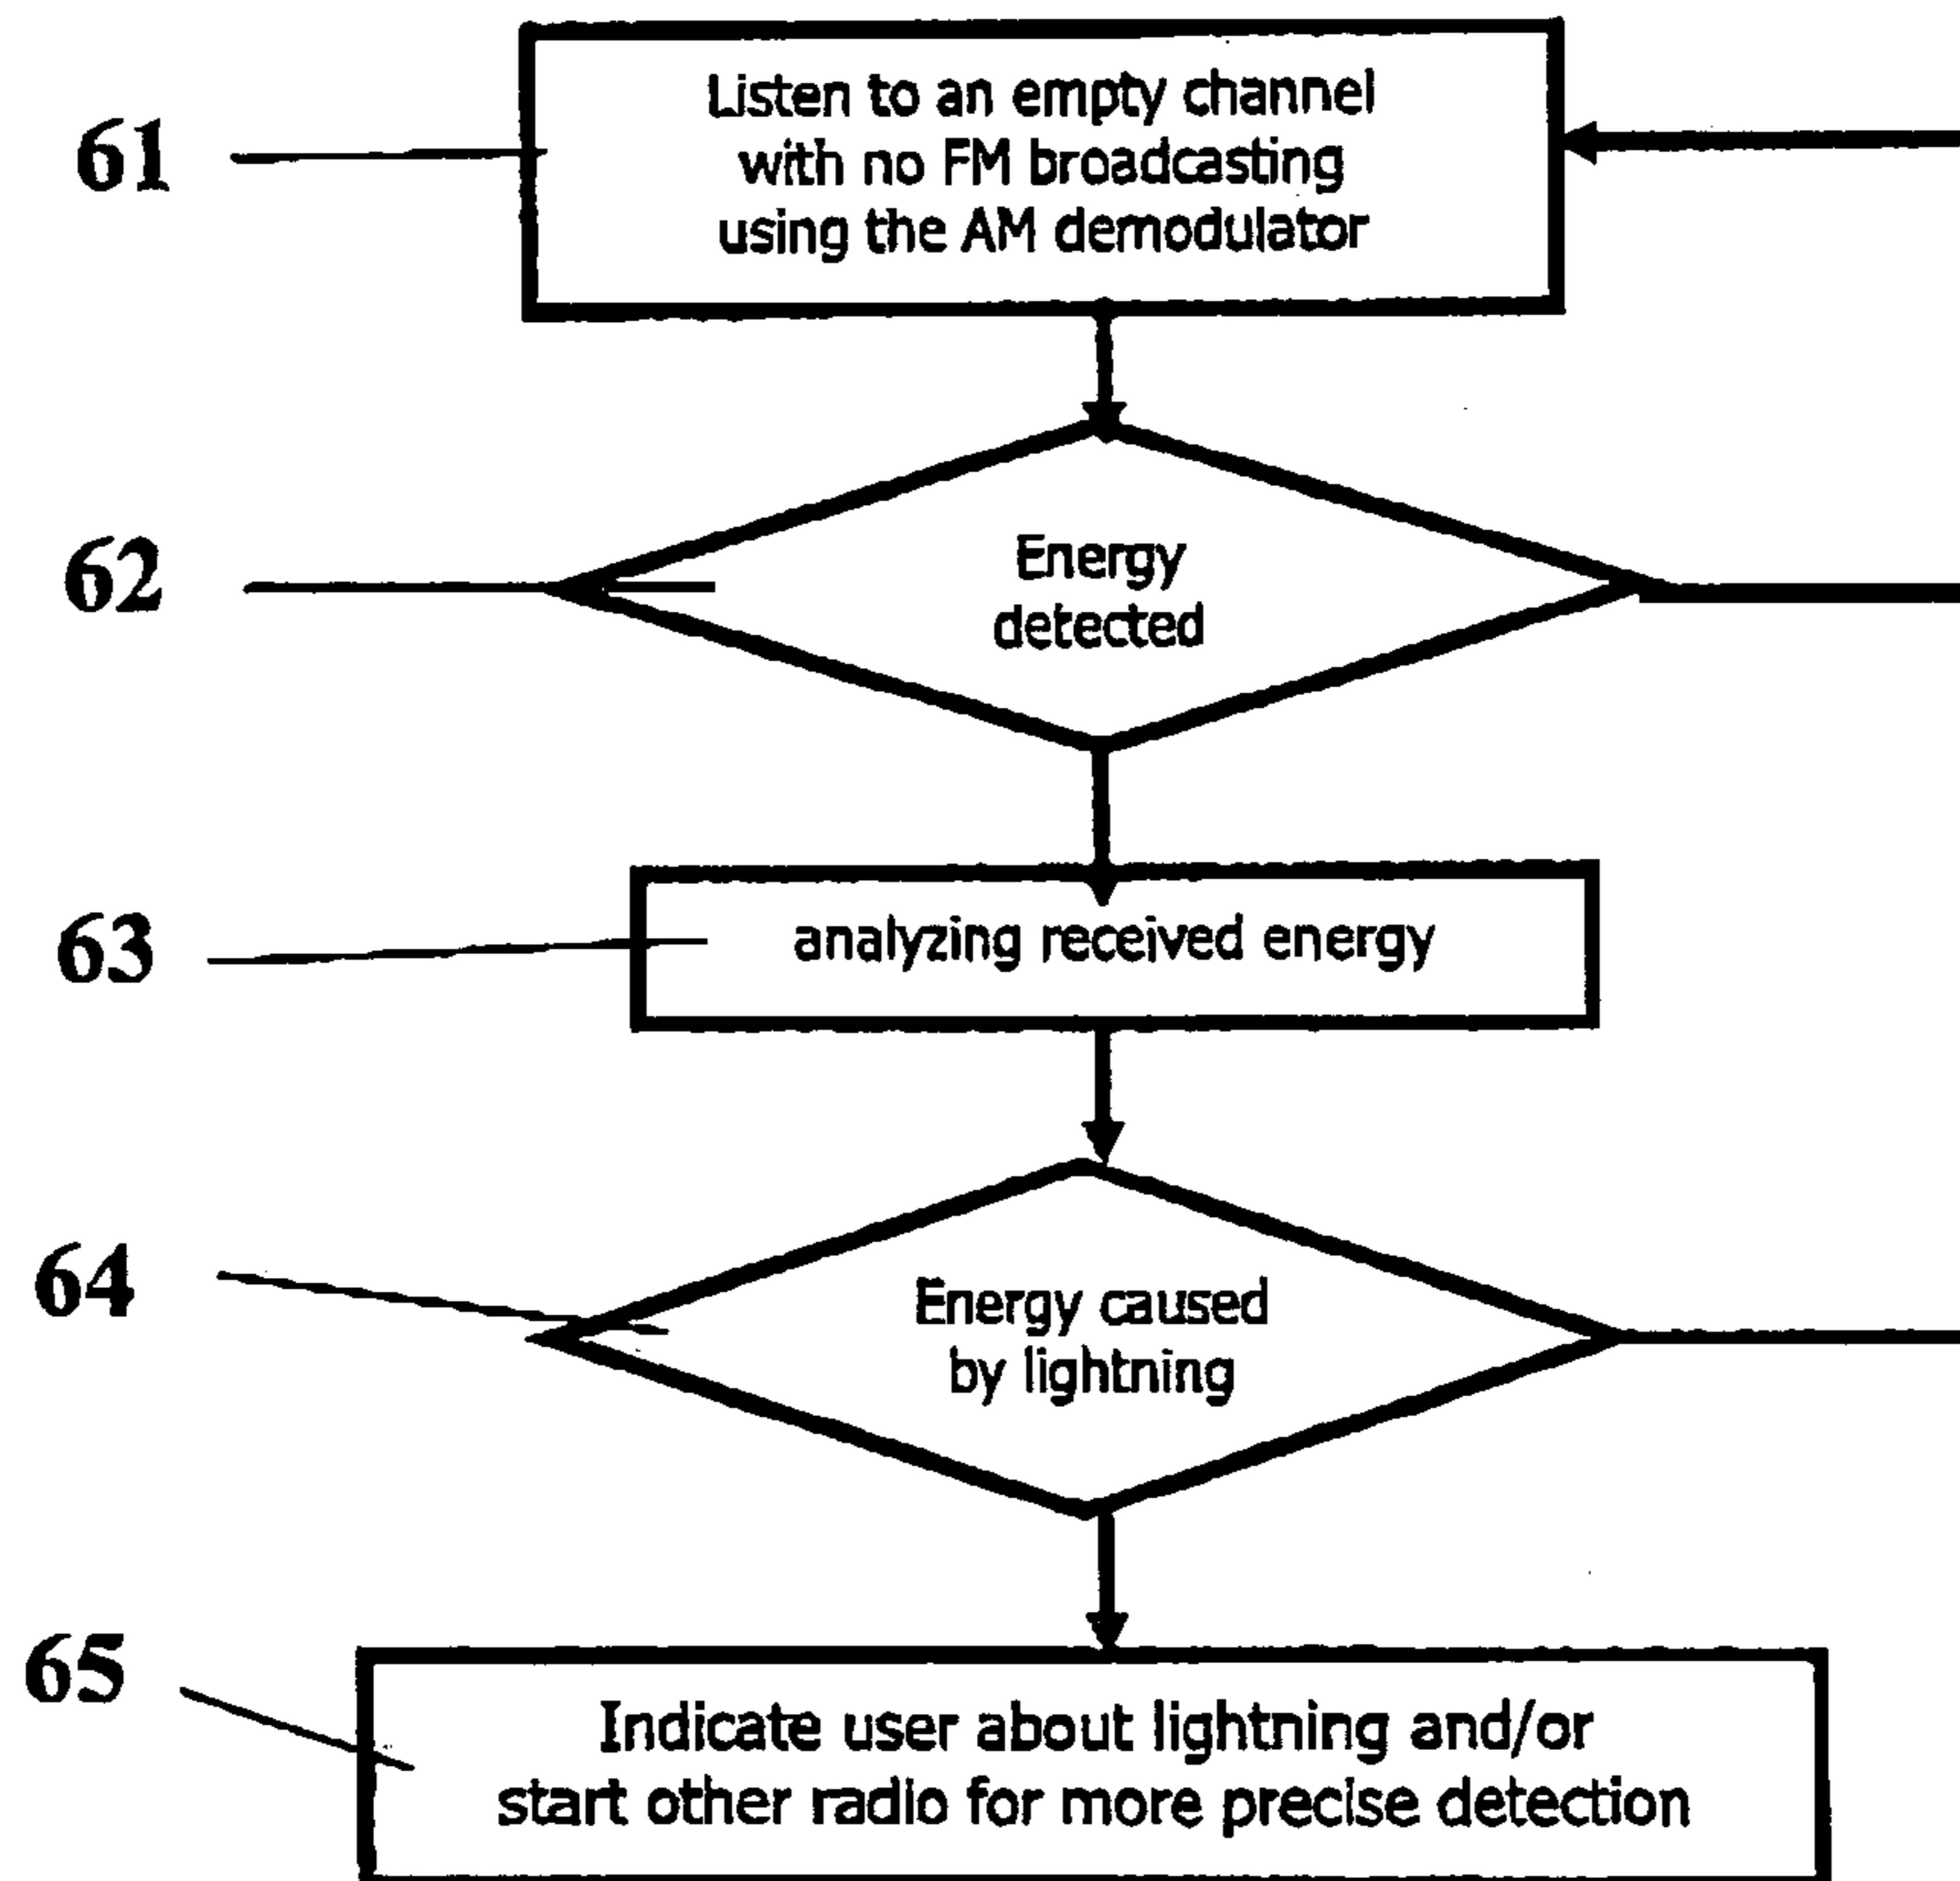 61
Listen to an empty channel
with no FM broadcasting
using the AM demodulator
62
Energy
detected
63
analyzing received energy
64
Energy caused
by lightning
65
Indicate user about lightning and/or
start other radio for more precise detection